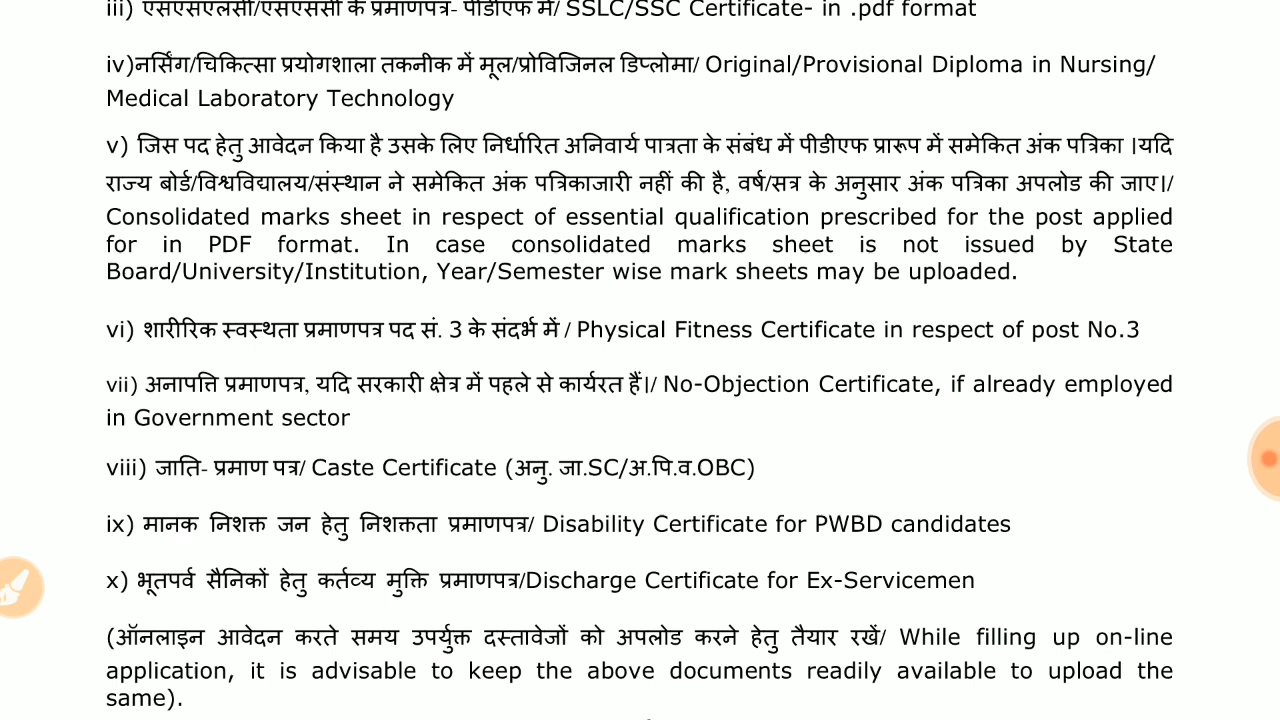 iii) एसएसएलसी/एसएससी के प्रमाणपत्र- पीडीएफ में/ SSLC/SSC Certificate- in .pdf format
iv)नर्सिंग/चिकित्सा प्रयोगशाला तकनीक में मूल/प्रोविजिनल डिप्लोमा/ Original/Provisional Diploma in Nursing/
Medical Laboratory Technology
v) जिस पद हेतु आवेदन किया है उसके लिए निर्धारित अनिवार्य पात्रता के संबंध में पीडीएफ प्रारूप में समेकित अंक पत्रिका ।यदि
राज्य बोर्ड/विश्वविद्यालय/संस्थान ने समेकित अंक पत्रिकाजारी नहीं की है, वर्ष/सत्र के अनुसार अंक पत्रिका अपलोड की जाए।/
Consolidated marks sheet in respect of essential qualification prescribed for the post applied
for in PDF format. In case consolidated marks sheet is not issued by State
Board/University/Institution, Year/Semester wise mark sheets may be uploaded.
vi) शारीरिक स्वस्थता प्रमाणपत्र पद सं. 3 के संदर्भ में / Physical Fitness Certificate in respect of post No.3
vii) अनापत्ति प्रमाणपत्र, यदि सरकारी क्षेत्र में पहले से कार्यरत हैं।/ No-Objection Certificate, if already employed
in Government sector
viii) जाति- प्रमाण पत्र/ Caste Certificate (अनु. जा.SC/अ.पि.व.OBC)
ix) मानक निशक्त जन हेतु निशक्तता प्रमाणपत्र/ Disability Certificate for PWBD candidates
x) भूतपर्व सैनिकों हेतु कर्तव्य मुक्ति प्रमाणपत्र/Discharge Certificate for Ex-Servicemen
(ऑनलाइन आवेदन करते समय उपर्युक्त दस्तावेजों को अपलोड करने हेतु तैयार रखें/ While filling up on-line
application, it is advisable to keep the above documents readily available to upload the
same).